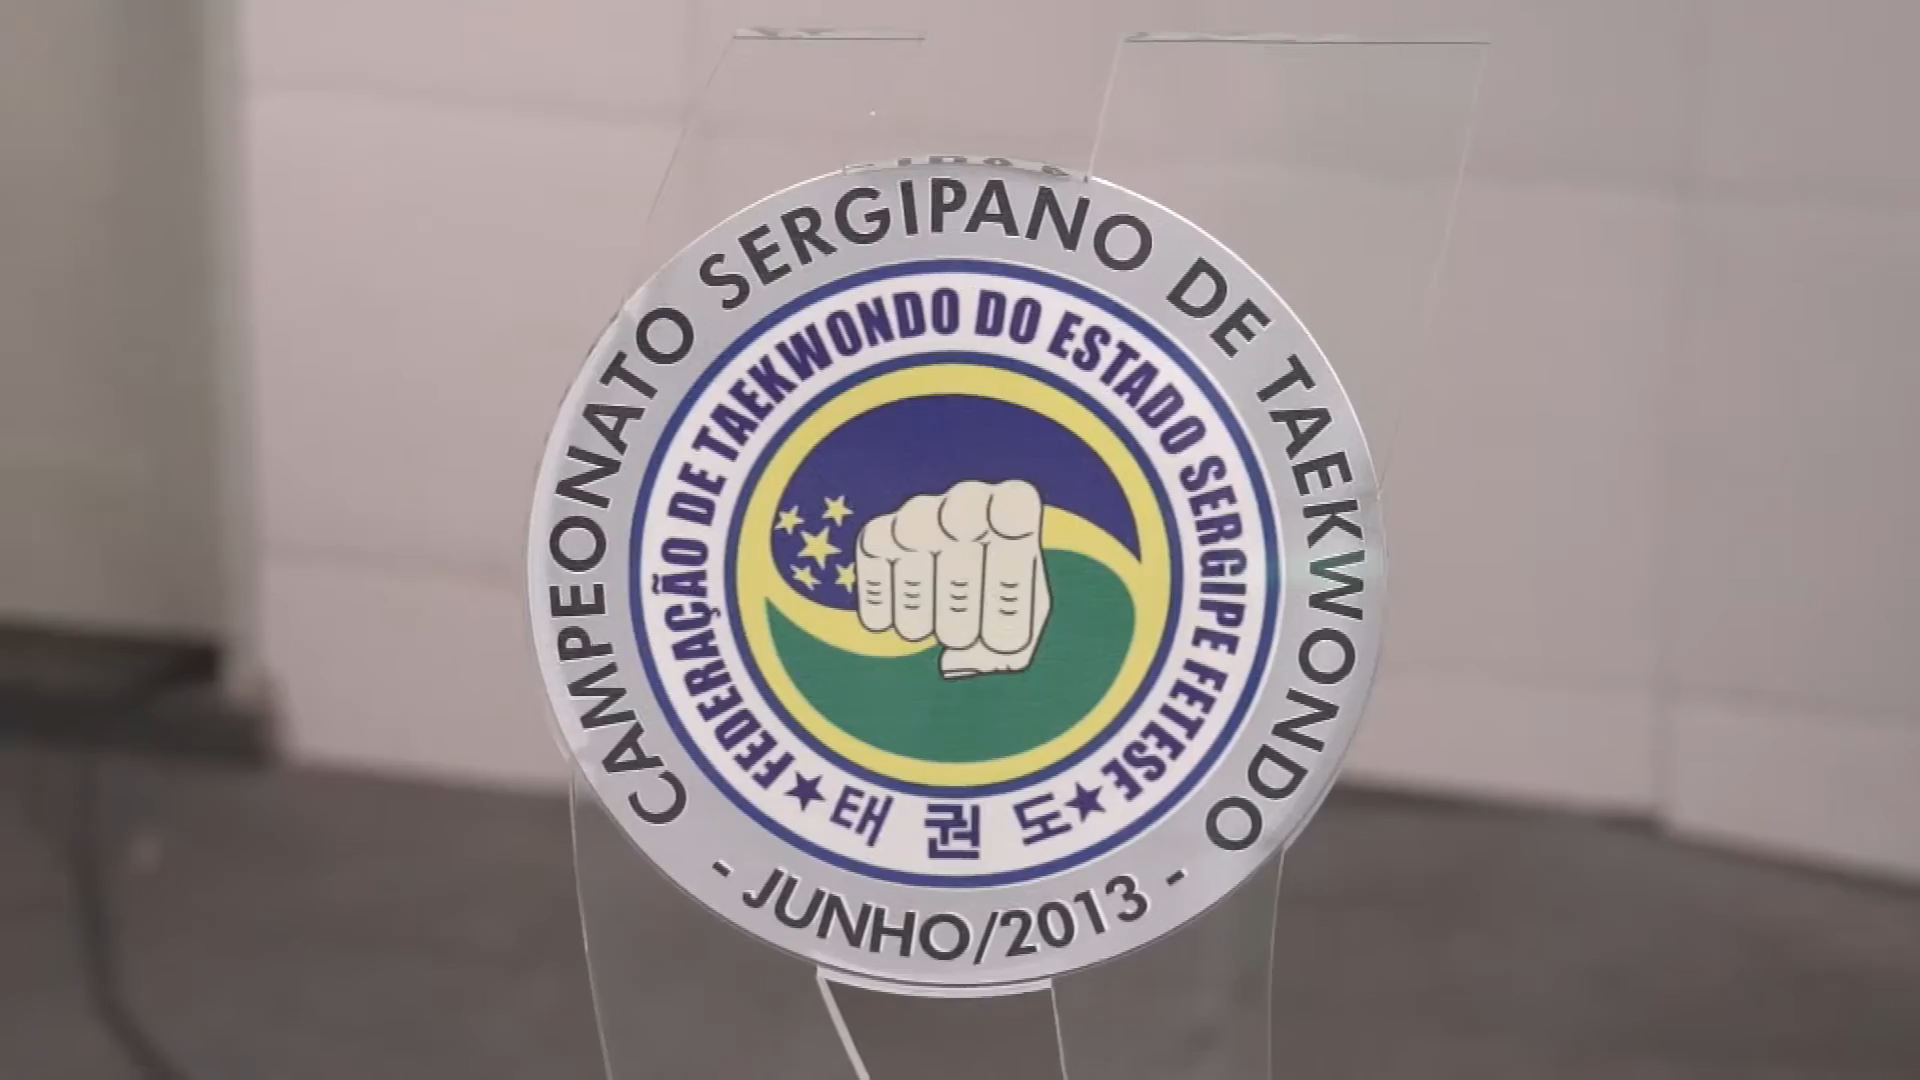 CAMPEONATO SERGIPANO DE TAEKWONDO
FEDERAÇÃO DE TAEKWONDO DO ESTADO SERGIPE FETESE
태 권 도
- JUNHO/2013 -